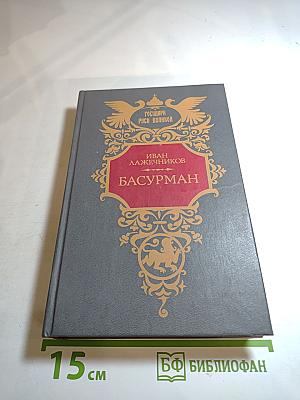 ГОСУДАРИ
РУСИ ВЕЛИКОЙ
ИВАН
ЛАЖЕЧНИКОВ
БАСУРМАН
15 см
БФ БИБЛИОФАН